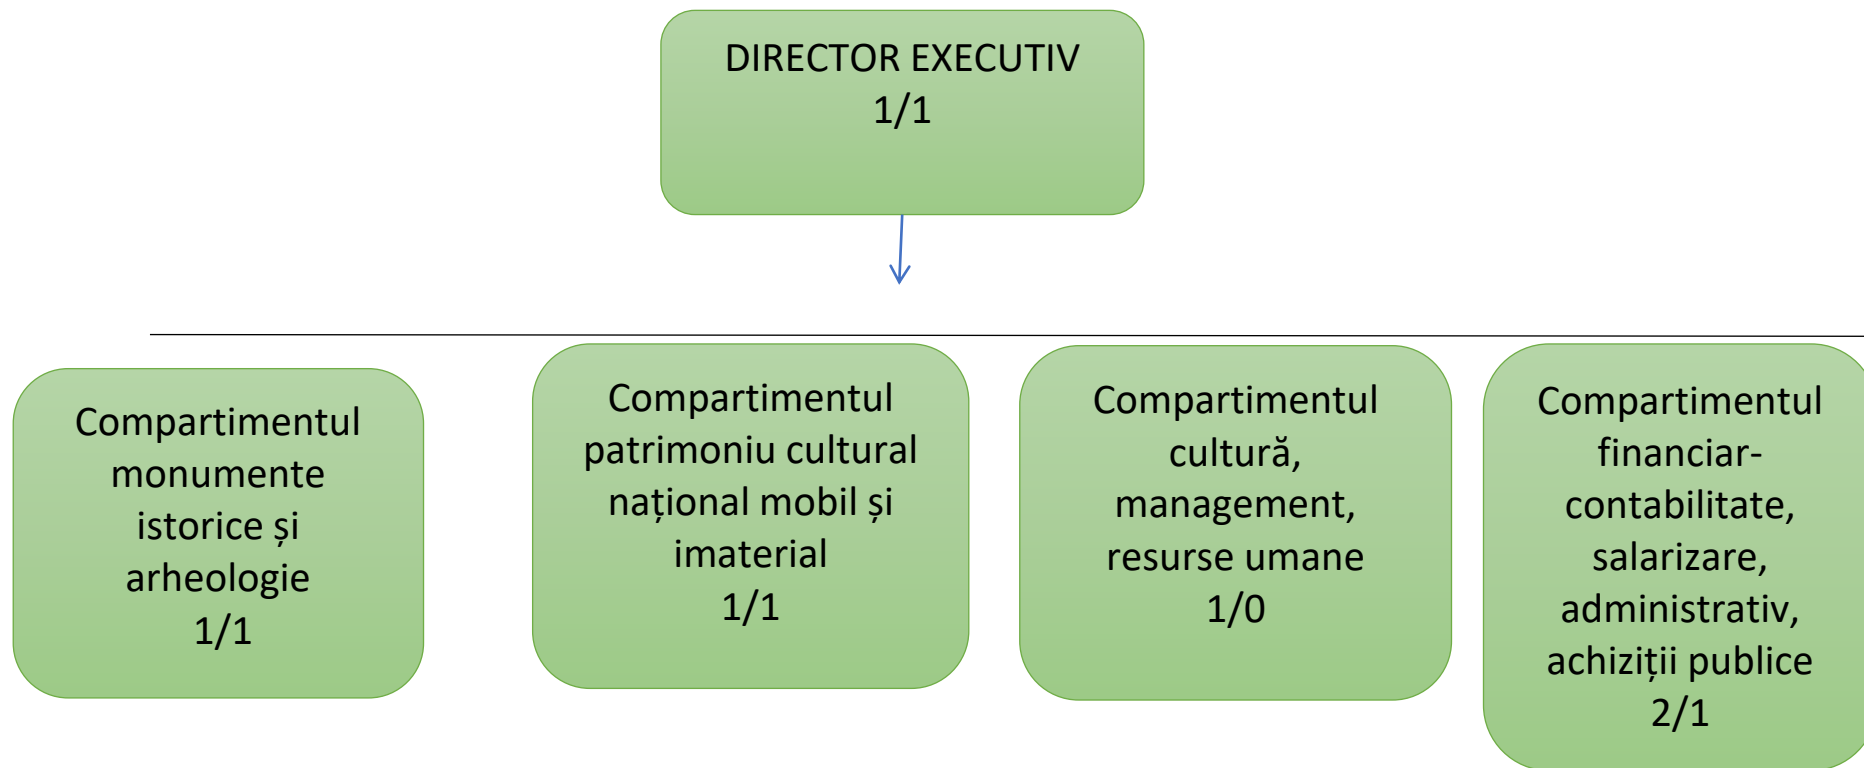 DIRECTOR EXECUTIV
1/1
Compartimentul
monumente
istorice și
arheologie
1/1
Compartimentul
patrimoniu cultural
național mobil și
imaterial
1/1
Compartimentul
cultură,
management,
resurse umane
1/0
Compartimentul
financiar-
contabilitate,
salarizare,
administrativ,
achiziții publice
2/1